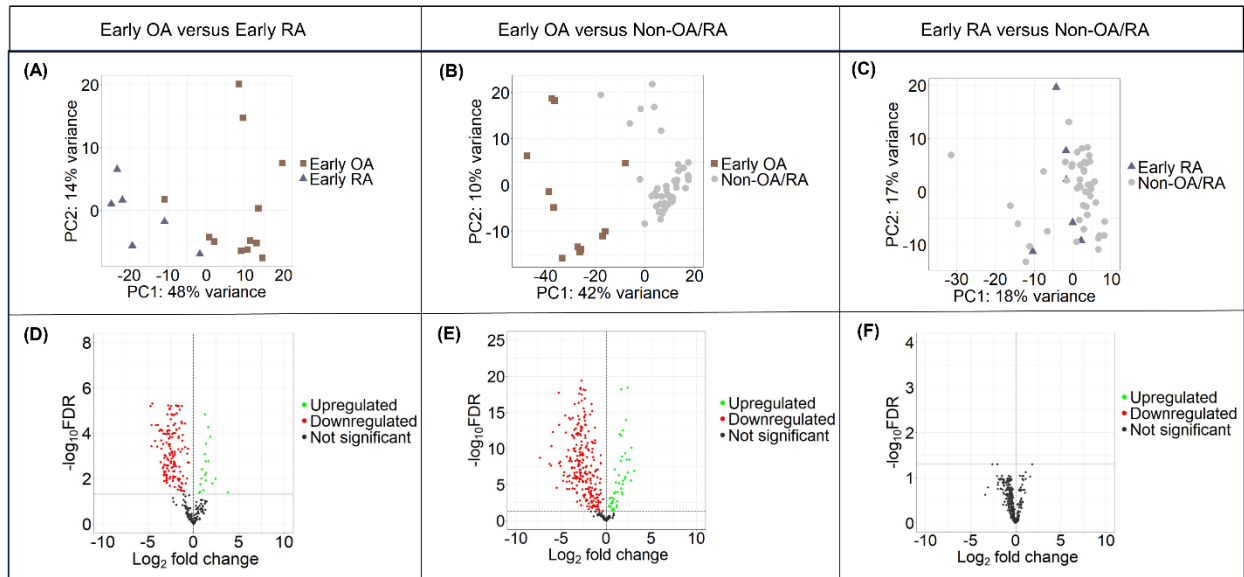 Early OA versus Early RA
Early OA versus Non-OA/RA
Early RA versus Non-OA/RA
(A)
PC2: 14% variance
20
10
0
-20
-10
0
10
20
PC1: 48% variance
Early OA
Early RA
(B)
PC2: 10% variance
20
10
0
-10
-20
-60
-40
-20
0
20
PC1: 42% variance
Early OA
Non-OA/RA
(C)
PC2: 17% variance
20
10
0
-10
-30
-20
-10
0
10
PC1: 18% variance
Early RA
Non-OA/RA
(D)
-log10FDR
8
6
4
2
0
-10
-5
0
5
10
Log2 fold change
Upregulated
Downregulated
Not significant
(E)
-log10FDR
25
20
15
10
5
0
-10
-5
0
5
10
Log2 fold change
Upregulated
Downregulated
Not significant
(F)
-log10FDR
4
3
2
1
0
-10
-5
0
5
10
Log2 fold change
Upregulated
Downregulated
Not significant